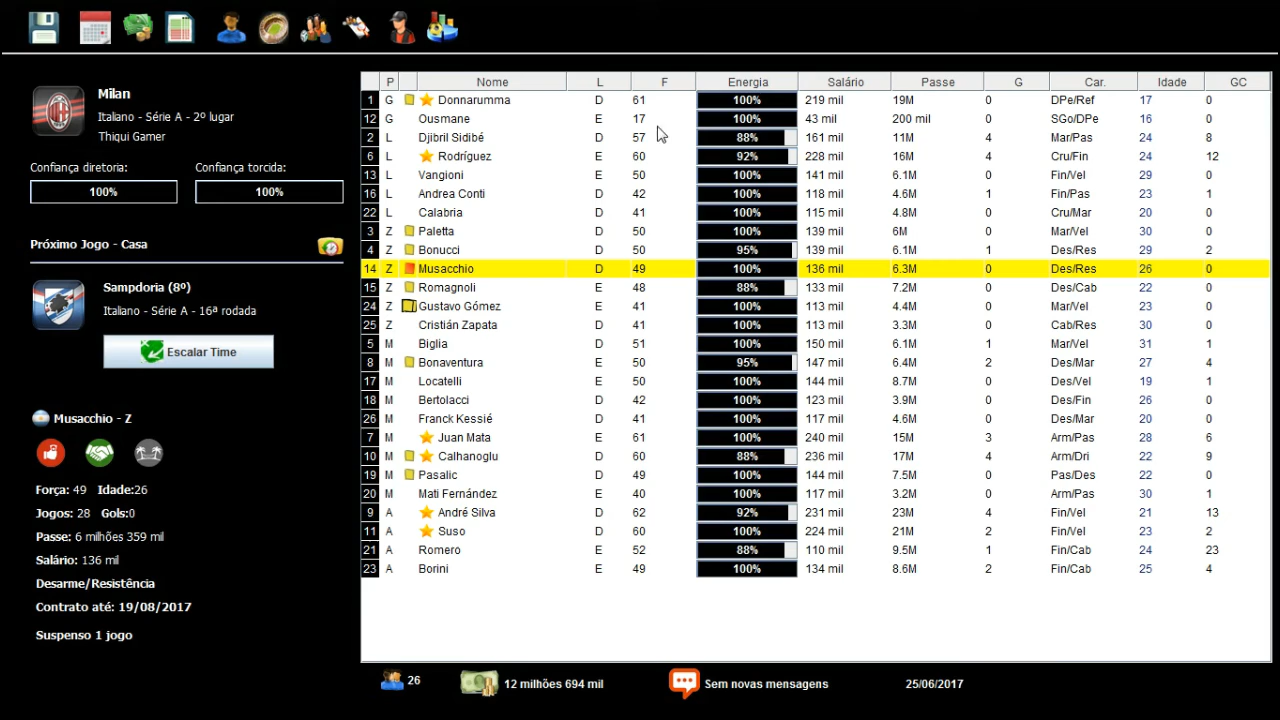 Milan
Italiano - Série A - 2º lugar
Thiqui Gamer
Confiança diretoria: Confiança torcida:
100% 100%
Próximo Jogo - Casa
Sampdoria (8º)
Italiano - Série A - 16ª rodada
Escalar Time
Musacchio - Z
Força: 49 Idade:26
Jogos: 28 Gols:0
Passe: 6 milhões 359 mil
Salário: 136 mil
Desarme/Resistência
Contrato até: 19/08/2017
Suspenso 1 jogo
P Nome L F Energia Salário Passe G Car. Idade GC
1 G Donnarumma D 61 100% 219 mil 19M 0 DPe/Ref 17 0
12 G Ousmane E 17 100% 43 mil 200 mil 0 SGo/DPe 16 0
2 L Djibril Sidibé D 57 88% 161 mil 11M 4 Mar/Pas 24 8
6 L Rodríguez E 60 92% 228 mil 16M 4 Cru/Fin 24 12
13 L Vangioni E 50 100% 141 mil 6.1M 0 Fin/Vel 29 0
16 L Andrea Conti D 42 100% 118 mil 4.6M 1 Fin/Pas 23 1
22 L Calabria D 41 100% 115 mil 4.8M 0 Cru/Mar 20 0
3 Z Paletta D 50 100% 139 mil 6M 0 Mar/Vel 30 0
4 Z Bonucci D 50 95% 139 mil 6.1M 1 Des/Res 29 2
14 Z Musacchio D 49 100% 136 mil 6.3M 0 Des/Res 26 0
15 Z Romagnoli E 48 88% 133 mil 7.2M 0 Des/Cab 22 0
24 Z Gustavo Gómez E 41 100% 113 mil 4.4M 0 Mar/Vel 23 0
25 Z Cristián Zapata D 41 100% 113 mil 3.3M 0 Cab/Res 30 0
5 M Biglia D 51 100% 150 mil 6.1M 1 Mar/Vel 31 1
8 M Bonaventura E 50 95% 147 mil 6.4M 2 Des/Mar 27 4
17 M Locatelli E 50 100% 144 mil 8.7M 0 Des/Vel 19 1
18 M Bertolacci D 42 100% 123 mil 3.9M 0 Des/Fin 26 0
26 M Franck Kessié D 41 100% 117 mil 4.6M 0 Des/Mar 20 0
7 M Juan Mata E 61 100% 240 mil 15M 3 Arm/Pas 28 6
10 M Calhanoglu D 60 88% 236 mil 17M 4 Arm/Dri 22 9
19 M Pasalic D 49 100% 144 mil 7.5M 0 Pas/Des 22 0
20 M Mati Fernández E 40 100% 117 mil 3.2M 0 Arm/Pas 30 1
9 A André Silva D 62 92% 231 mil 23M 4 Fin/Vel 21 13
11 A Suso D 60 100% 224 mil 21M 2 Fin/Vel 23 2
21 A Romero E 52 88% 110 mil 9.5M 1 Fin/Cab 24 23
23 A Borini E 49 100% 134 mil 8.6M 2 Fin/Cab 25 4
26 12 milhões 694 mil Sem novas mensagens 25/06/2017